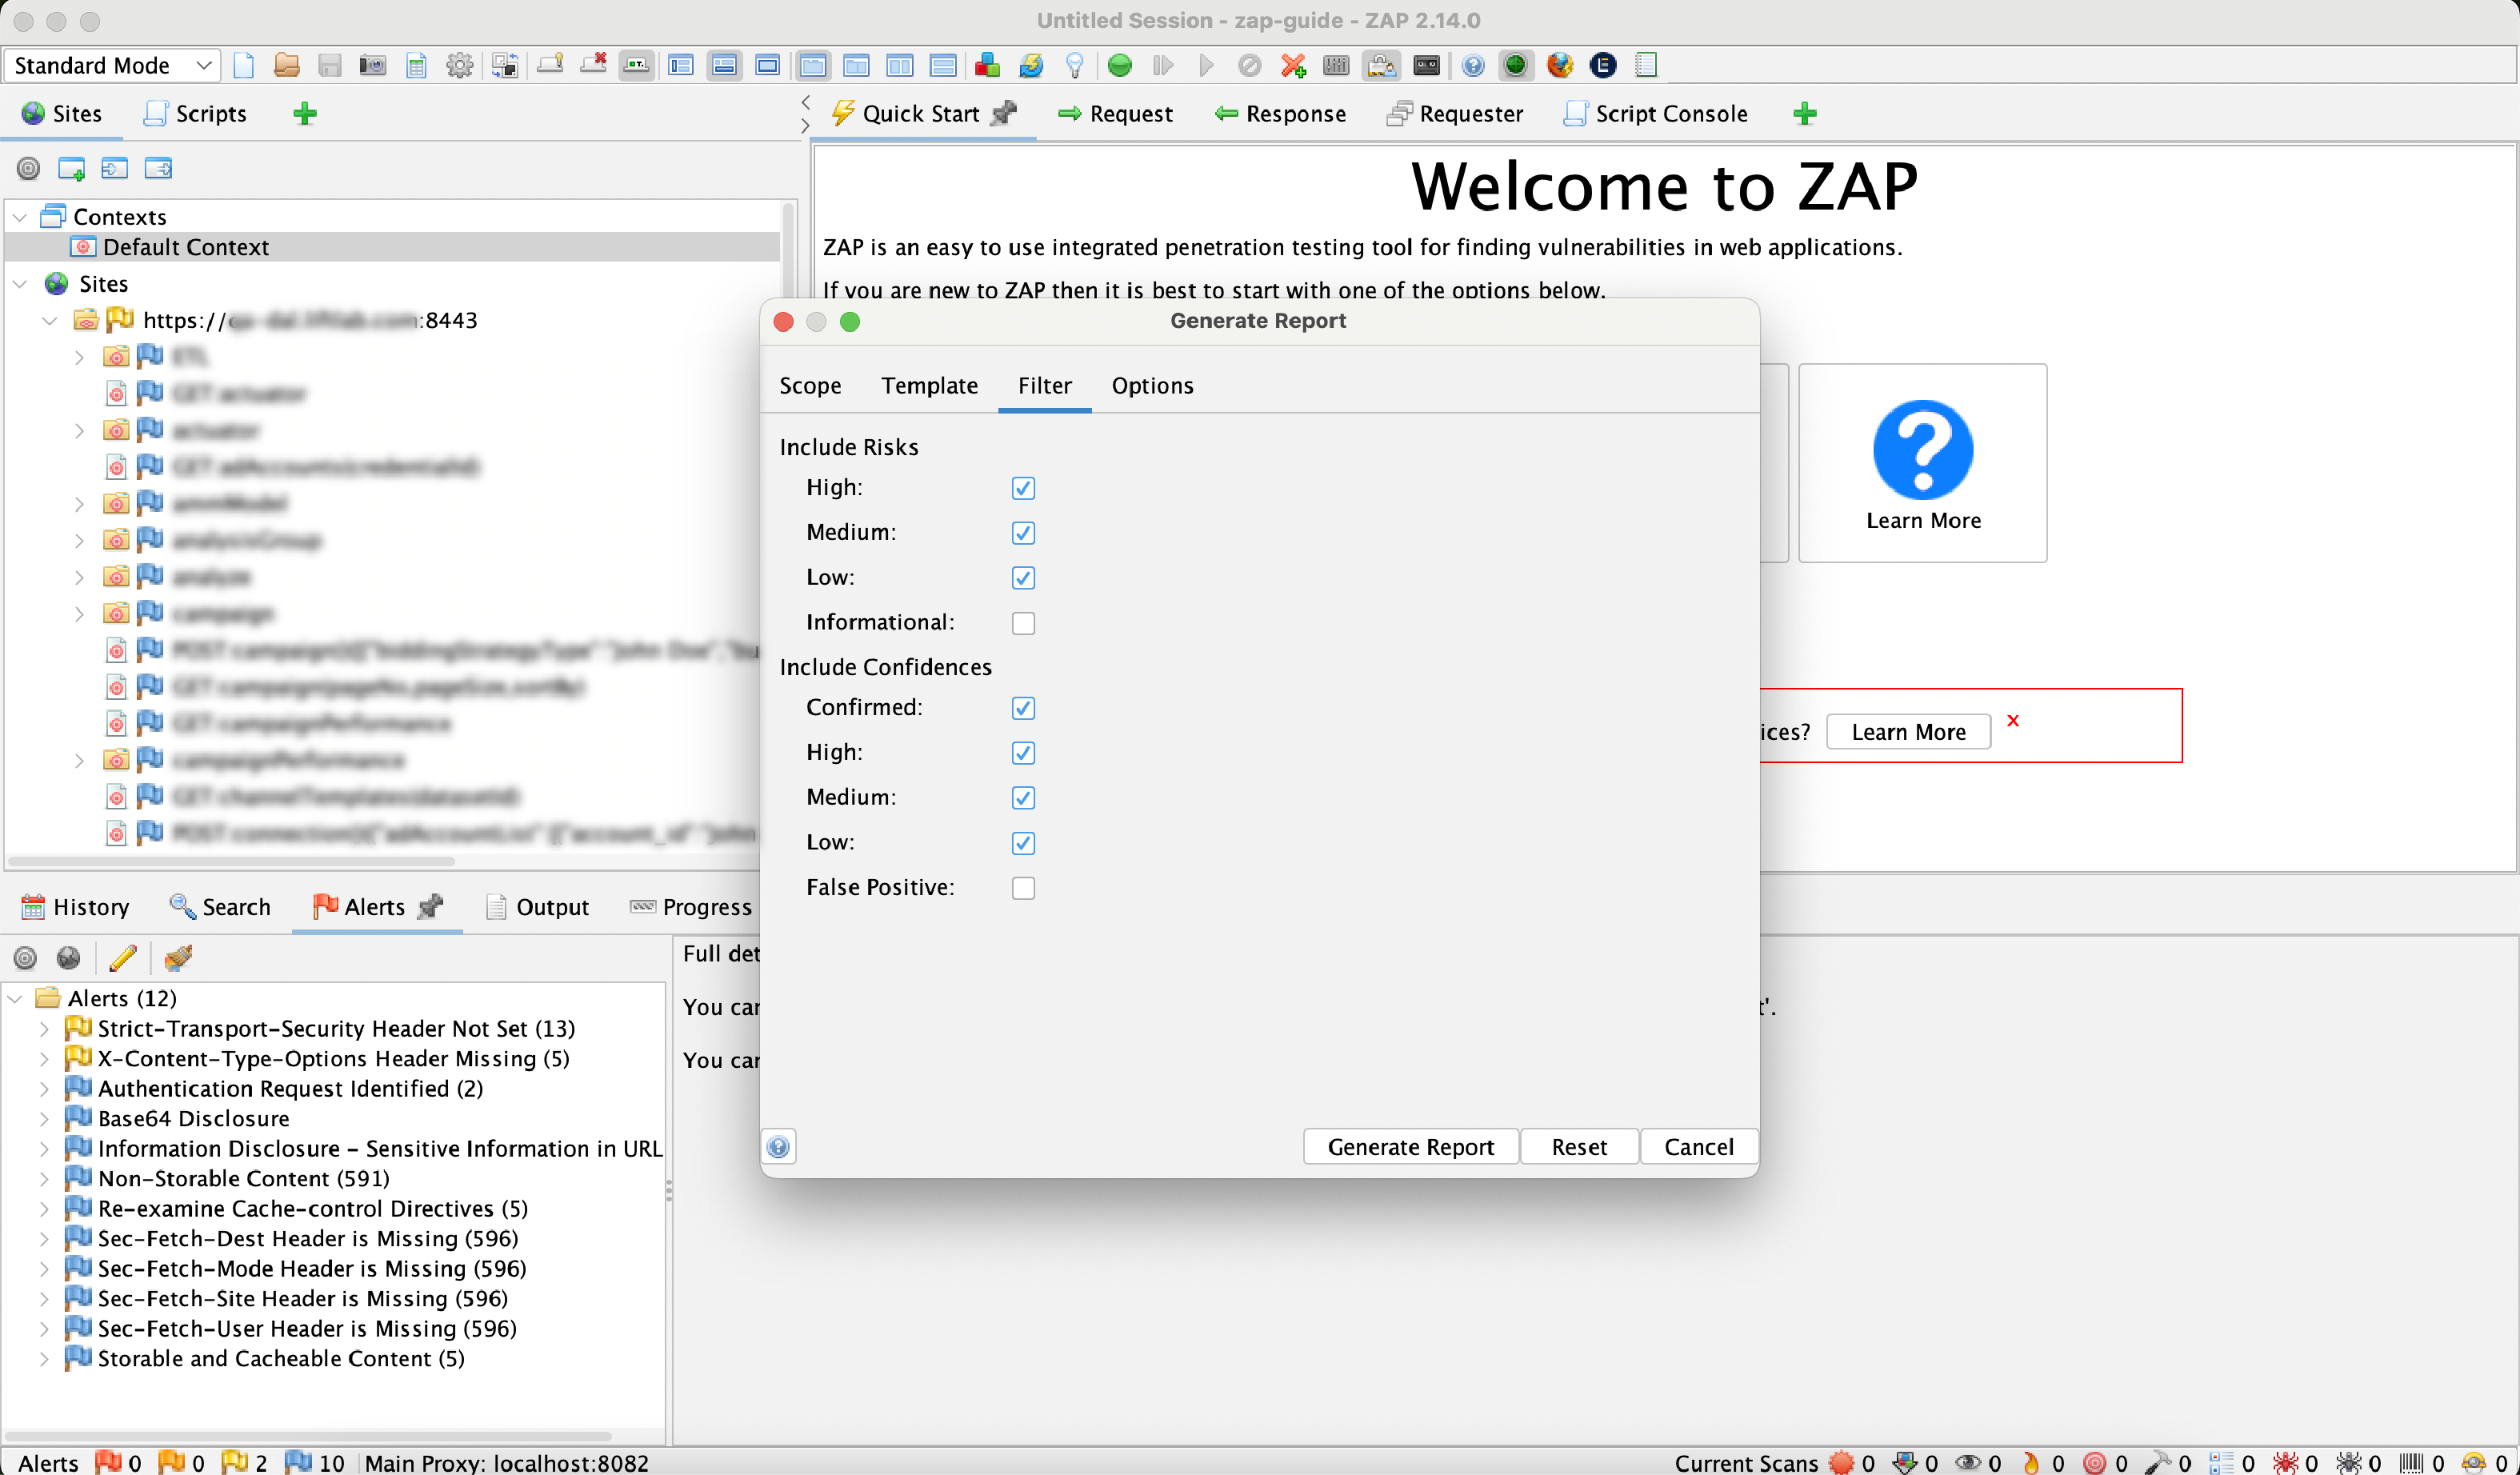 Untitled Session - zap-guide - ZAP 2.14.0
Standard Mode
Sites
Scripts
Quick Start
Request
Response
Requester
Script Console
Contexts
Default Context
Sites
https://
:8443
Welcome to ZAP
ZAP is an easy to use integrated penetration testing tool for finding vulnerabilities in web applications.
If you are new to ZAP then it is best to start with one of the options below.
Learn More
ices?
Learn More
x
Generate Report
Scope
Template
Filter
Options
Include Risks
High:
Medium:
Low:
Informational:
Include Confidences
Confirmed:
High:
Medium:
Low:
False Positive:
Generate Report
Reset
Cancel
History
Search
Alerts
Output
Progress
Full det
You car
t'.
You car
Alerts (12)
Strict-Transport-Security Header Not Set (13)
X-Content-Type-Options Header Missing (5)
Authentication Request Identified (2)
Base64 Disclosure
Information Disclosure - Sensitive Information in URL
Non-Storable Content (591)
Re-examine Cache-control Directives (5)
Sec-Fetch-Dest Header is Missing (596)
Sec-Fetch-Mode Header is Missing (596)
Sec-Fetch-Site Header is Missing (596)
Sec-Fetch-User Header is Missing (596)
Storable and Cacheable Content (5)
Alerts 0 0 2 10 Main Proxy: localhost:8082
Current Scans 0 0 0 0 0 0 0 0 0 0 0